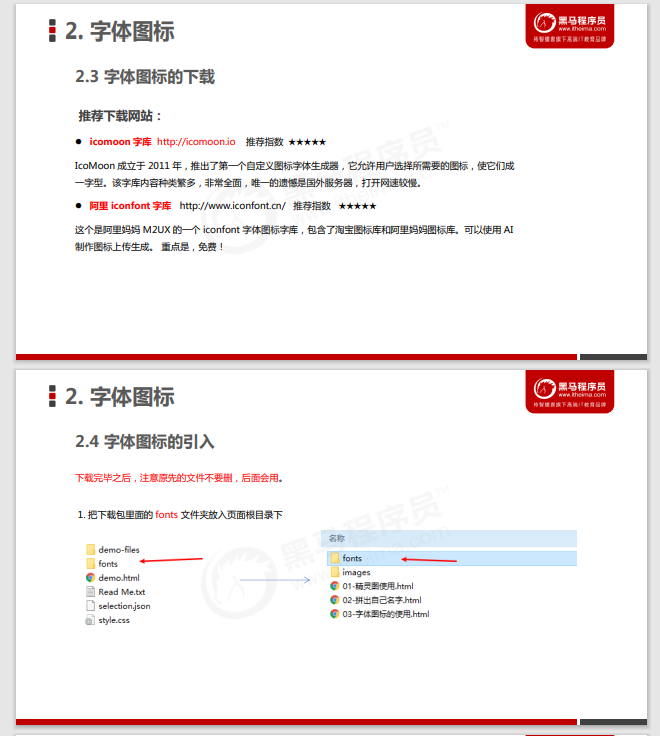 2. 字体图标
黑马程序员
www.itheima.com
传智播客旗下高端IT教育品牌
2.3 字体图标的下载
推荐下载网站：
● icomoon 字库 http://icomoon.io 推荐指数 ★★★★★
IcoMoon 成立于 2011 年，推出了第一个自定义图标字体生成器，它允许用户选择所需要的图标，使它们成
一字型。该字库内容种类繁多，非常全面，唯一的遗憾是国外服务器，打开网速较慢。
● 阿里 iconfont 字库 http://www.iconfont.cn/ 推荐指数 ★★★★★
这个是阿里妈妈 M2UX 的一个 iconfont 字体图标字库，包含了淘宝图标库和阿里妈妈图标库。可以使用 AI
制作图标上传生成。 重点是，免费！
黑马程序员™
2. 字体图标
黑马程序员
www.itheima.com
传智播客旗下高端IT教育品牌
2.4 字体图标的引入
下载完毕之后，注意原先的文件不要删，后面会用。
1. 把下载包里面的 fonts 文件夹放入页面根目录下
demo-files
fonts
demo.html
Read Me.txt
selection.json
style.css
名称
fonts
images
01-精灵图使用.html
02-拼出自己名字.html
03-字体图标的使用.html
黑马程序员™